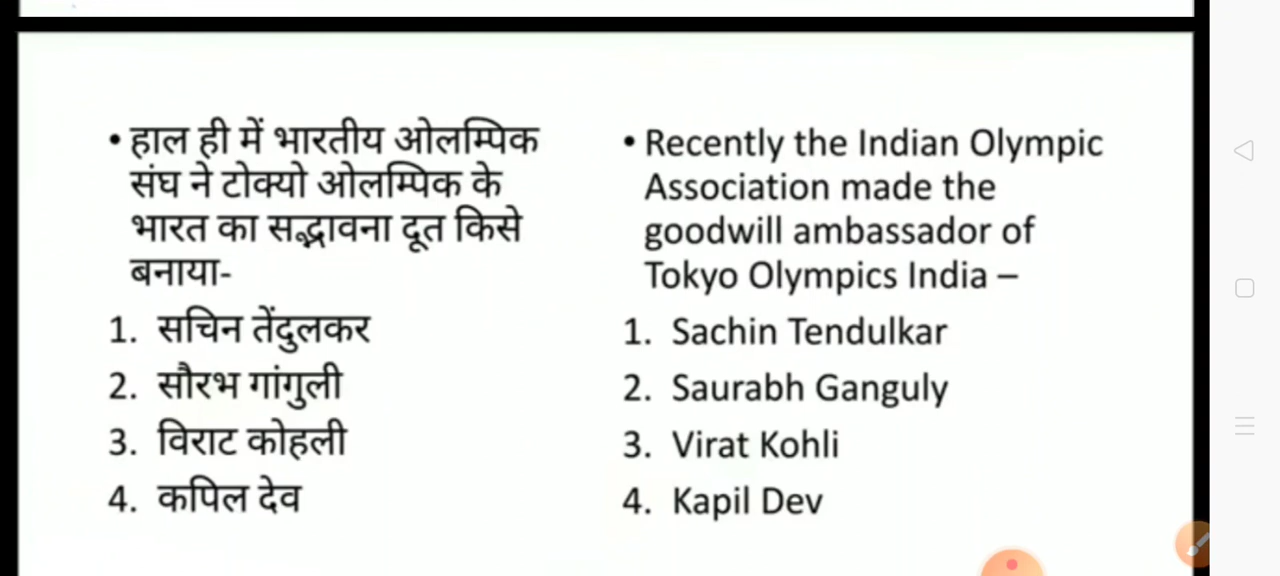 • हाल ही में भारतीय ओलम्पिक
संघ ने टोक्यो ओलम्पिक के
भारत का सद्भावना दूत किसे
बनाया-
1. सचिन तेंदुलकर
2. सौरभ गांगुली
3. विराट कोहली
4. कपिल देव
• Recently the Indian Olympic
Association made the
goodwill ambassador of
Tokyo Olympics India –
1. Sachin Tendulkar
2. Saurabh Ganguly
3. Virat Kohli
4. Kapil Dev